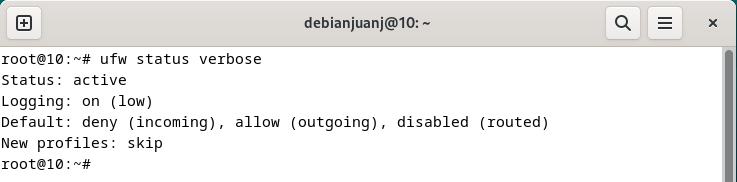 debianjuanj@10: ~
root@10:~# ufw status verbose
Status: active
Logging: on (low)
Default: deny (incoming), allow (outgoing), disabled (routed)
New profiles: skip
root@10:~#